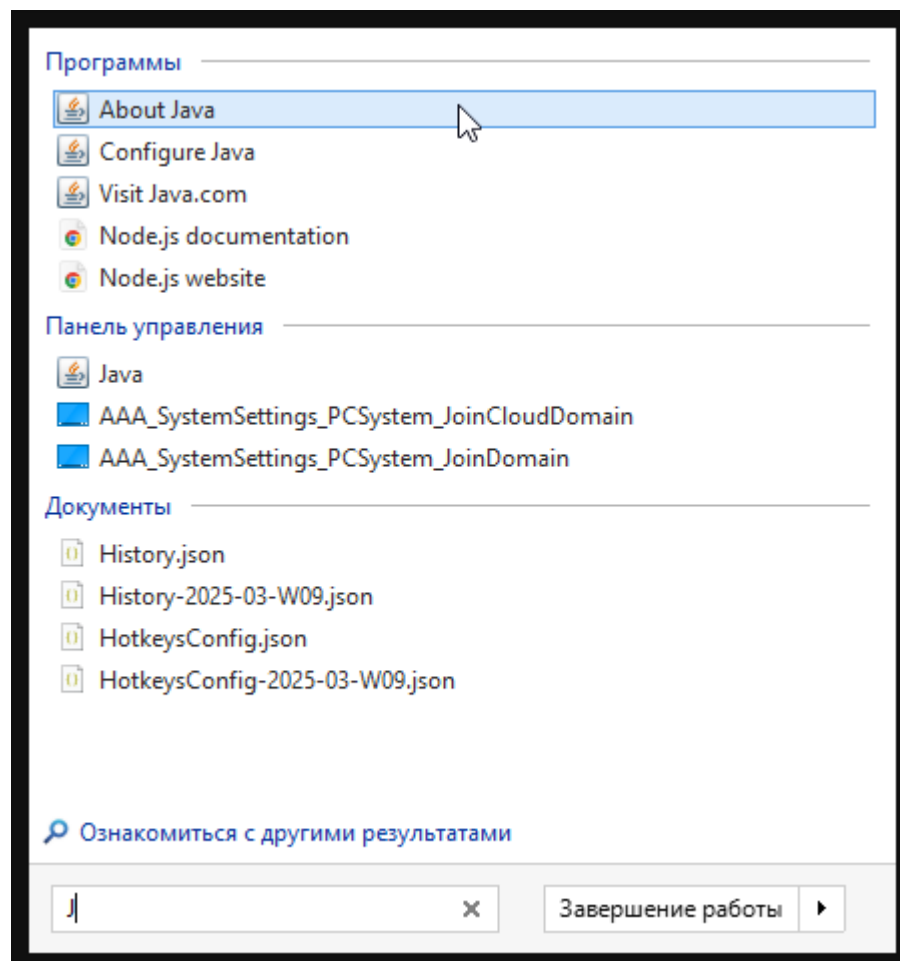 Программы
About Java
Configure Java
Visit Java.com
Node.js documentation
Node.js website
Панель управления
Java
AAA_SystemSettings_PCSystem_JoinCloudDomain
AAA_SystemSettings_PCSystem_JoinDomain
Документы
History.json
History-2025-03-W09.json
HotkeysConfig.json
HotkeysConfig-2025-03-W09.json
Ознакомиться с другими результатами
J
Завершение работы